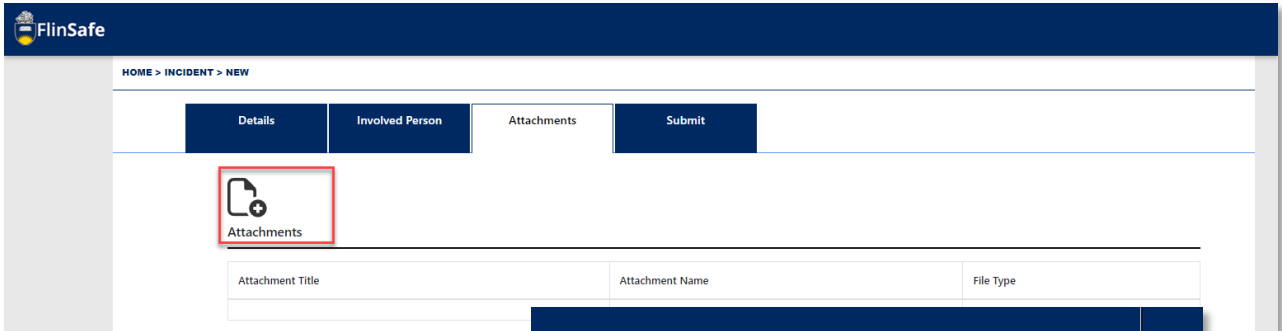 FlinSafe
HOME > INCIDENT > NEW
Details Involved Person Attachments Submit
Attachments
Attachment Title Attachment Name File Type